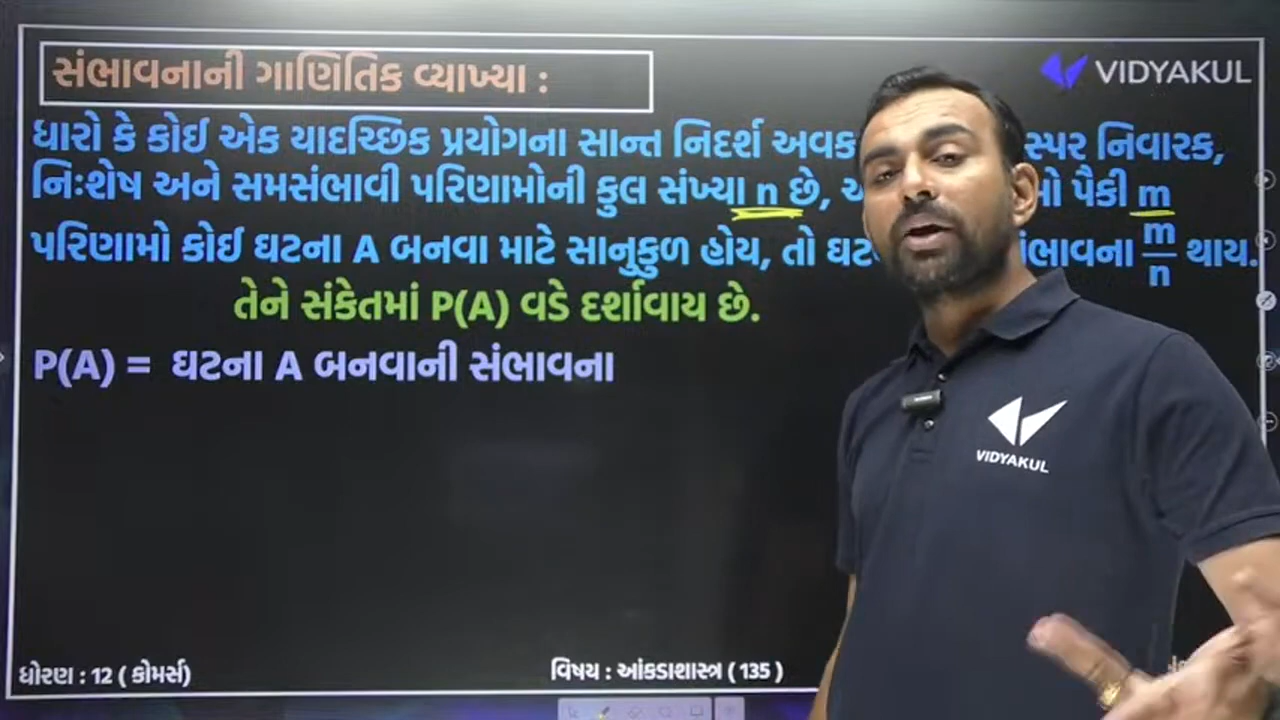 સંભાવનાની ગાણિતિક વ્યાખ્યા :
VIDYAKUL
ધારો કે કોઈ એક યાદચ્છિક પ્રયોગના સાન્ત નિદર્શ અવક સ્પર નિવારક,
નિઃશેષ અને સમસંભાવી પરિણામોની કુલ સંખ્યા n છે, પૈકી m
પરિણામો કોઈ ઘટના A બનવા માટે સાનુકુળ હોય, તો ઘટ સંભાવના m/n થાય.
તેને સંકેતમાં P(A) વડે દર્શાવાય છે.
P(A) = ઘટના A બનવાની સંભાવના
VIDYAKUL
ધોરણ : 12 ( કોમર્સ)
વિષય : આંકડાશાસ્ત્ર ( 135 )